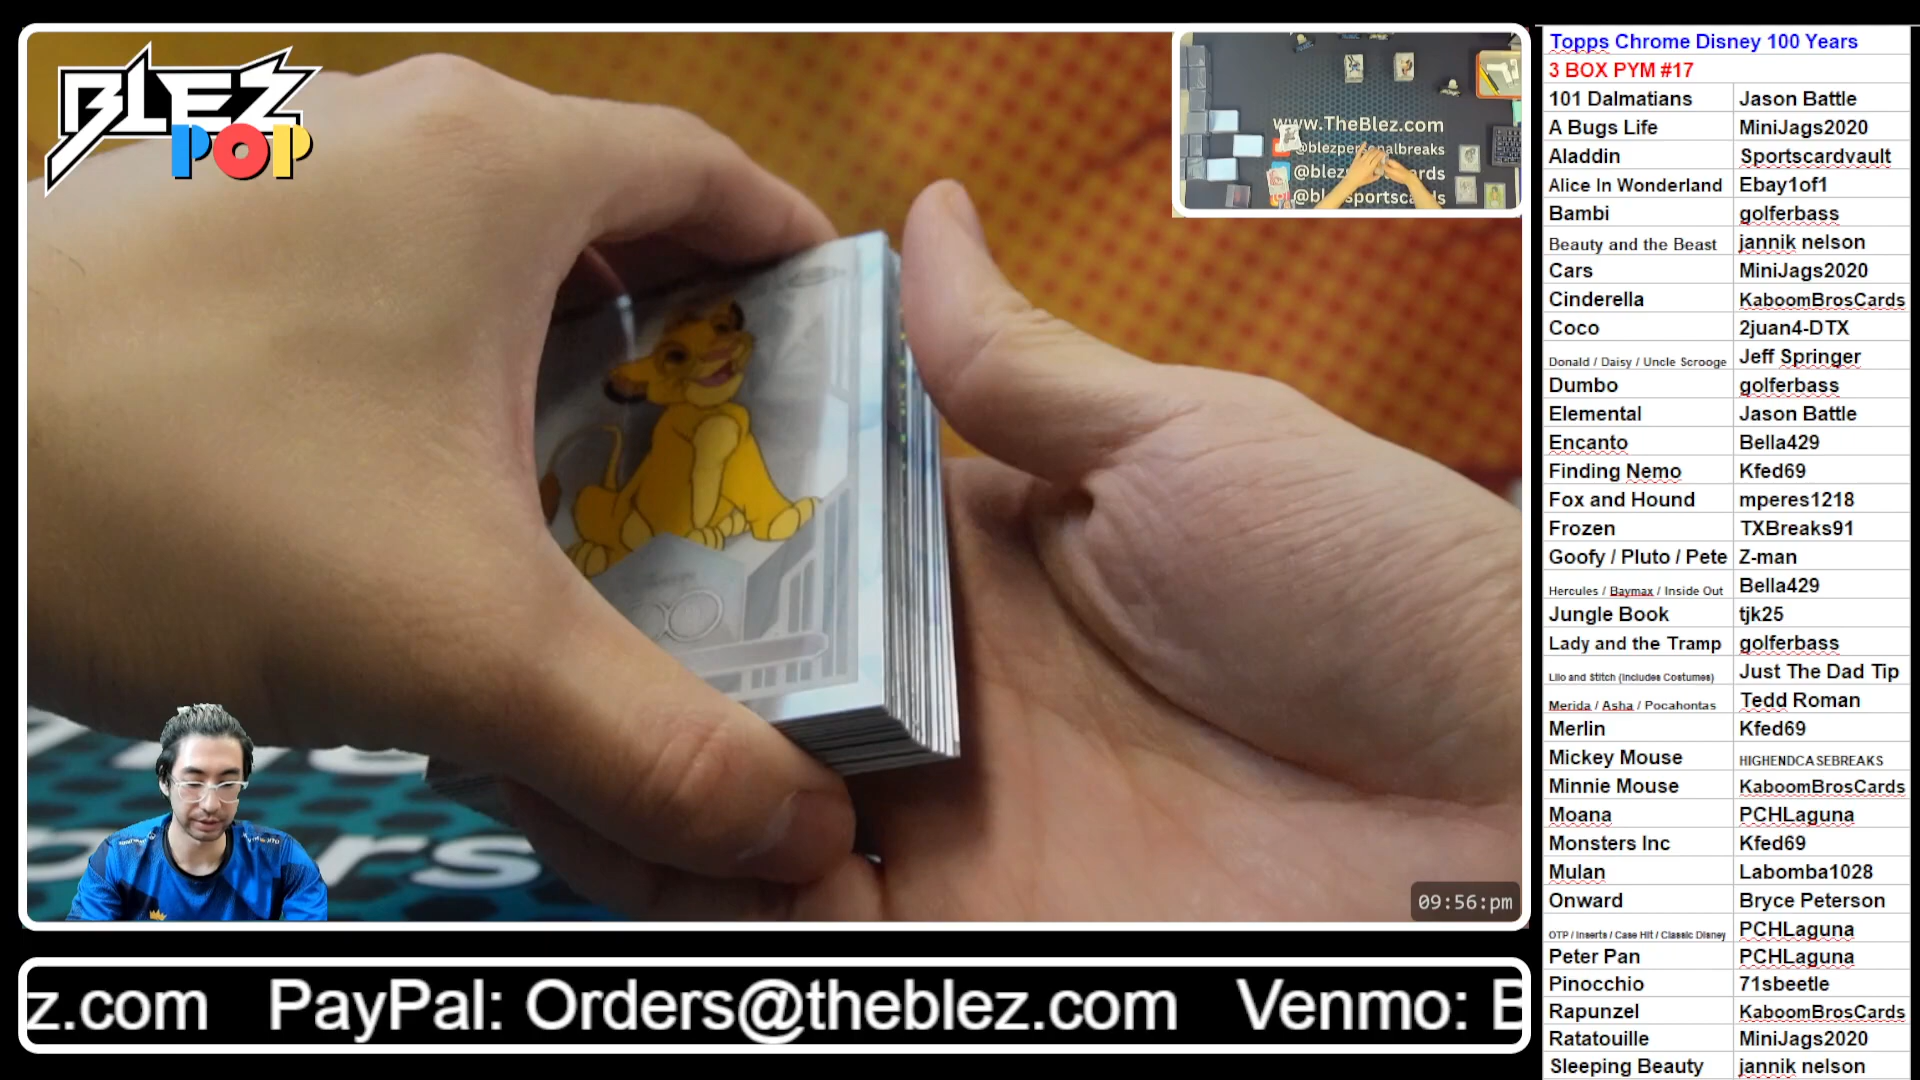 BLEZ
POP
www.TheBlez.com
@blezpersonalbreaks
09:56:pm
z.com PayPal: Orders@theblez.com Venmo: B
Topps Chrome Disney 100 Years
3 BOX PYM #17
101 Dalmatians Jason Battle
A Bugs Life MiniJags2020
Aladdin Sportscardvault
Alice In Wonderland Ebay1of1
Bambi golferbass
Beauty and the Beast jannik nelson
Cars MiniJags2020
Cinderella KaboomBrosCards
Coco 2juan4-DTX
Donald / Daisy / Uncle Scrooge Jeff Springer
Dumbo golferbass
Elemental Jason Battle
Encanto Bella429
Finding Nemo Kfed69
Fox and Hound mperes1218
Frozen TXBreaks91
Goofy / Pluto / Pete Z-man
Hercules / Baymax / Inside Out Bella429
Jungle Book tjk25
Lady and the Tramp golferbass
Lilo and Stitch (Includes Costumes) Just The Dad Tip
Merida / Asha / Pocahontas Tedd Roman
Merlin Kfed69
Mickey Mouse HIGHENDCASEBREAKS
Minnie Mouse KaboomBrosCards
Moana PCHLaguna
Monsters Inc Kfed69
Mulan Labomba1028
Onward Bryce Peterson
OTP / Inserts / Case Hit / Classic Disney PCHLaguna
Peter Pan PCHLaguna
Pinocchio 71sbeetle
Rapunzel KaboomBrosCards
Ratatouille MiniJags2020
Sleeping Beauty jannik nelson